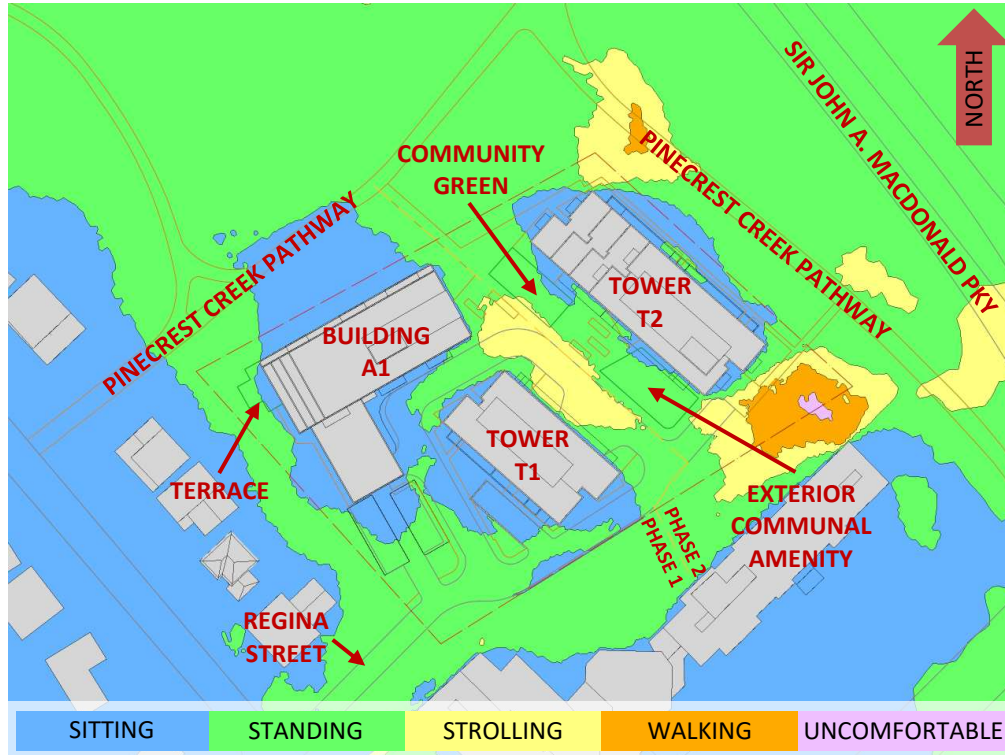 NORTH
SIR JOHN A. MACDONALD PKY
COMMUNITY
GREEN
PINECREST CREEK PATHWAY
PINECREST CREEK PATHWAY
TOWER
T2
BUILDING
A1
TOWER
T1
TERRACE
EXTERIOR
COMMUNAL
AMENITY
PHASE 2
PHASE 1
REGINA
STREET
SITTING
STANDING
STROLLING
WALKING
UNCOMFORTABLE